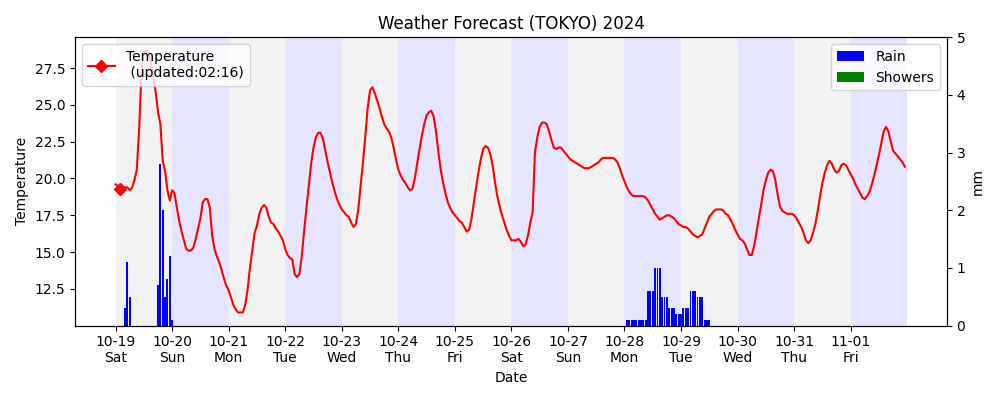 Weather Forecast (TOKYO) 2024
Temperature
(updated:02:16)
Rain
Showers
Temperature
27.5
25.0
22.5
20.0
17.5
15.0
12.5
5
4
3
2
1
0
mm
10-19 10-20 10-21 10-22 10-23 10-24 10-25 10-26 10-27 10-28 10-29 10-30 10-31 11-01
Sat Sun Mon Tue Wed Thu Fri Sat Sun Mon Tue Wed Thu Fri
Date